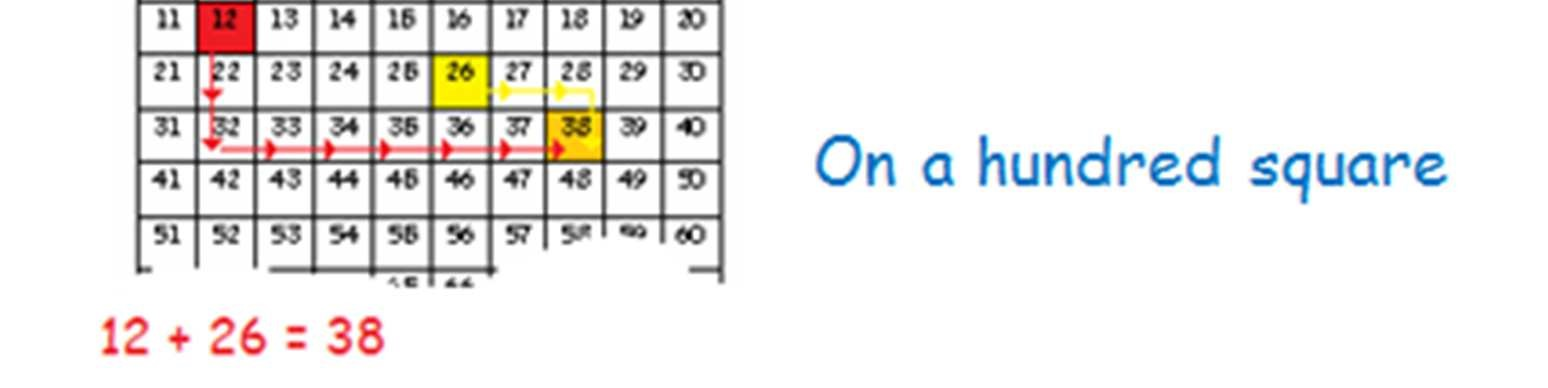 11 12 13 14 15 16 17 18 19 20
21 22 23 24 25 26 27 28 29 30
31 32 33 34 35 36 37 38 39 40
On a hundred square
41 42 43 44 45 46 47 48 49 50
51 52 53 54 55 56 57 58 59 60
12 + 26 = 38